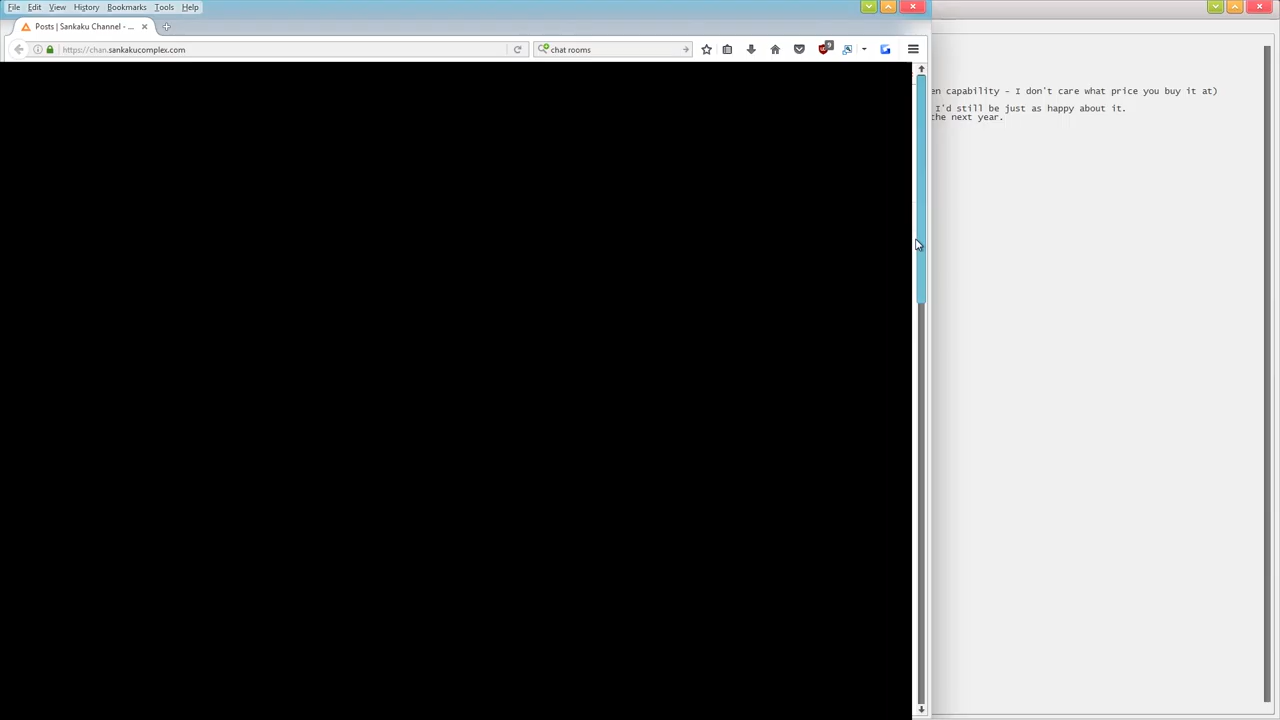 File Edit View History Bookmarks Tools Help
Posts | Sankaku Channel - ...
https://chan.sankakucomplex.com
chat rooms
9
en capability - I don't care what price you buy it at)
I'd still be just as happy about it.
the next year.